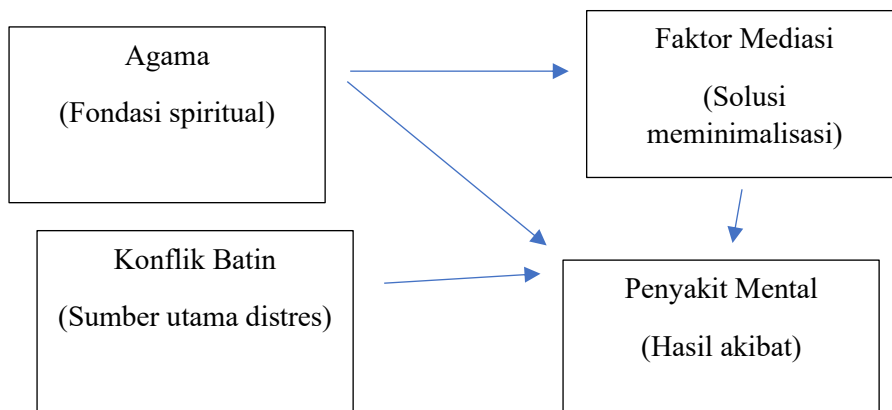 Agama
(Fondasi spiritual)
Faktor Mediasi
(Solusi
meminimalisasi)
Konflik Batin
(Sumber utama distres)
Penyakit Mental
(Hasil akibat)